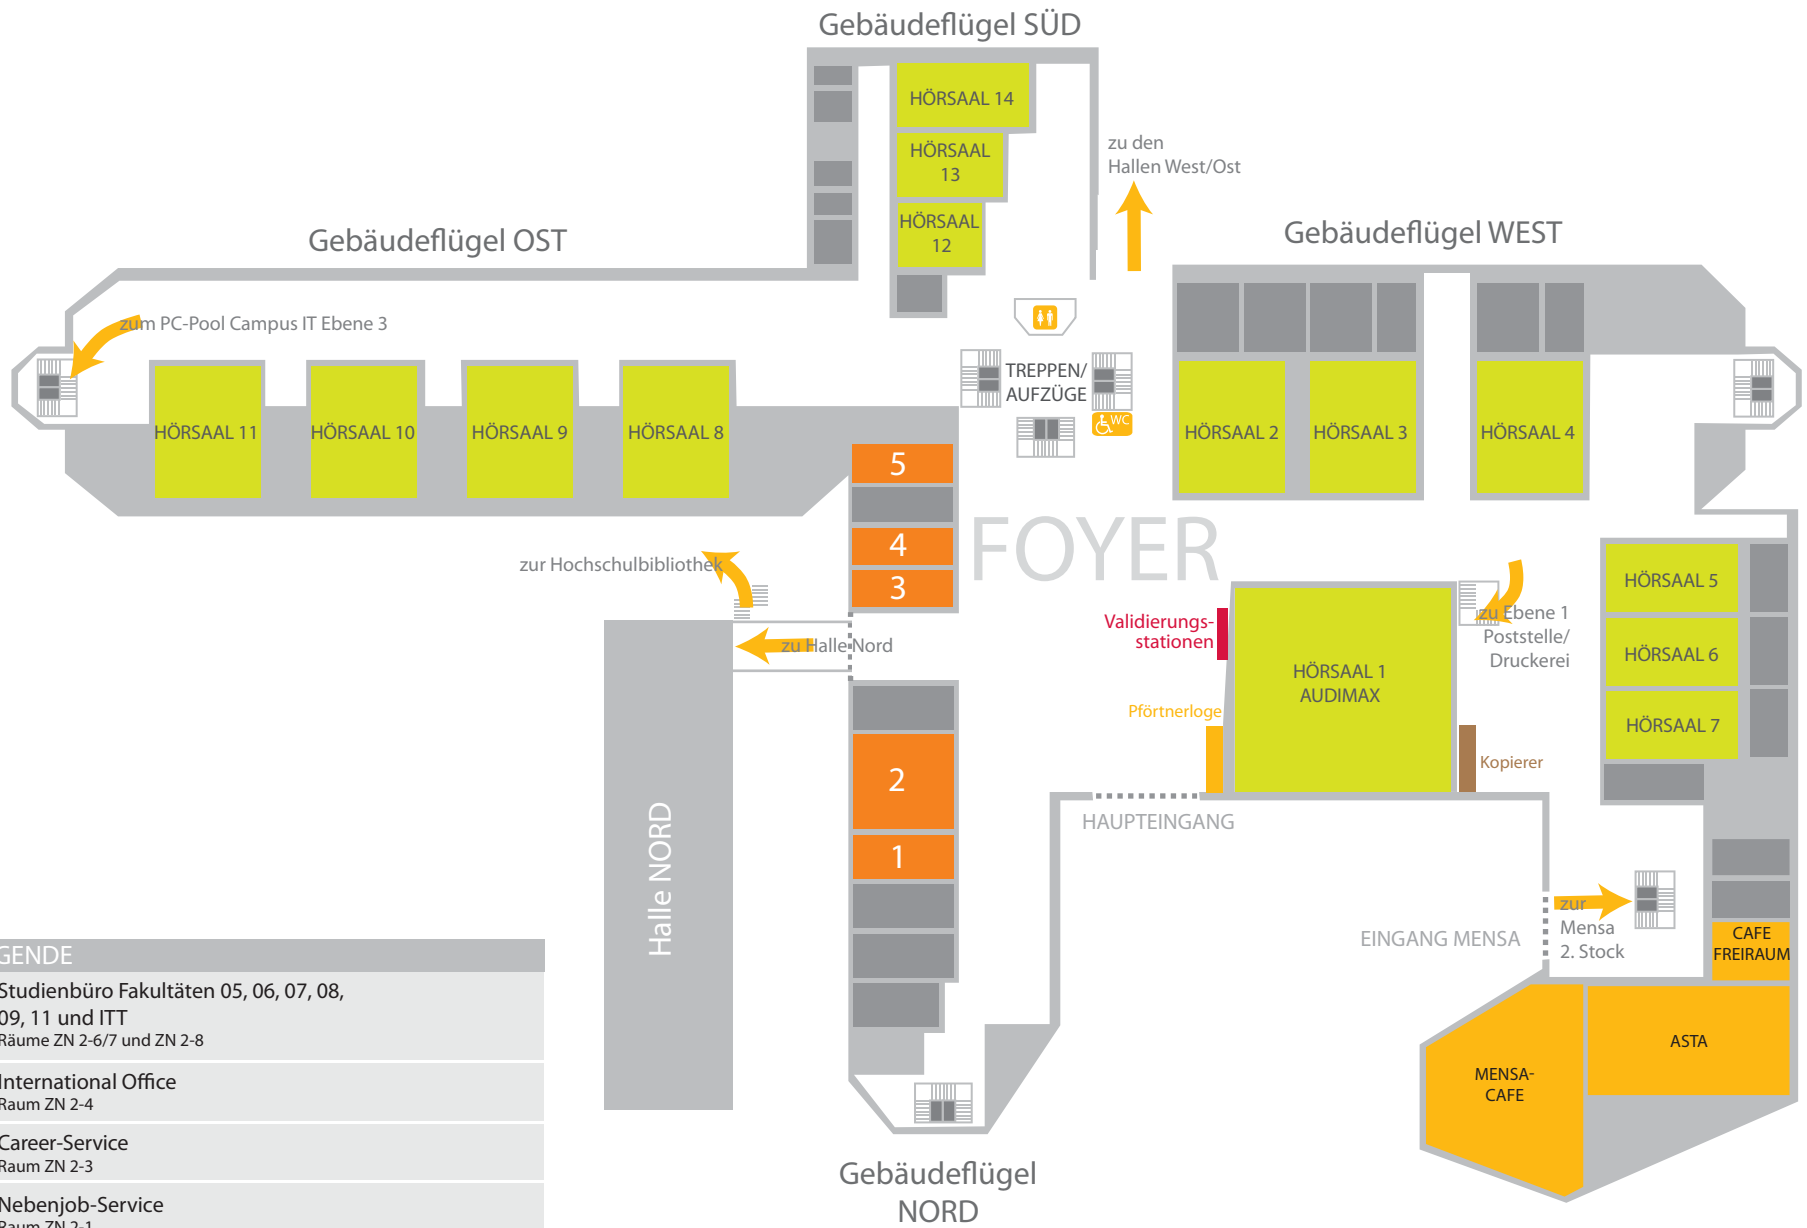 Gebäudeflügel SÜD
HÖRSAAL 14
HÖRSAAL
13
HÖRSAAL
12
zu den
Hallen West/Ost
Gebäudeflügel OST
Gebäudeflügel WEST
zum PC-Pool Campus IT Ebene 3
TREPPEN/
AUFZÜGE
WC
HÖRSAAL 11
HÖRSAAL 10
HÖRSAAL 9
HÖRSAAL 8
HÖRSAAL 2
HÖRSAAL 3
HÖRSAAL 4
5
4
3
FOYER
zur Hochschulbibliothek
zu Halle Nord
Validierungs-
stationen
HÖRSAAL 1
AUDIMAX
zu Ebene 1
Poststelle/
Druckerei
HÖRSAAL 5
HÖRSAAL 6
HÖRSAAL 7
Pförtnerloge
Kopierer
2
1
HAUPTEINGANG
Halle NORD
EINGANG MENSA
zur
Mensa
2. Stock
CAFE
FREIRAUM
ASTA
MENSA-
CAFE
GENDE
Studienbüro Fakultäten 05, 06, 07, 08,
09, 11 und ITT
Räume ZN 2-6/7 und ZN 2-8
International Office
Raum ZN 2-4
Career-Service
Raum ZN 2-3
Nebenjob-Service
Raum ZN 2-1
Gebäudeflügel
NORD